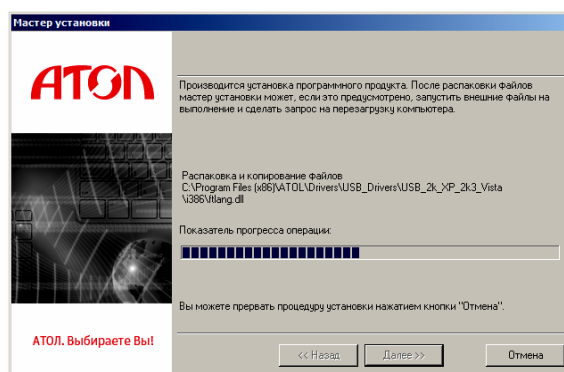 Мастер установки
АТОЛ
Производится установка программного продукта. После распаковки файлов
мастер установки может, если это предусмотрено, запустить внешние файлы на
выполнение и сделать запрос на перезагрузку компьютера.
Распаковка и копирование файлов
C:\Program Files (x86)\ATOL\Drivers\USB_Drivers\USB_2k_XP_2k3_Vista
\i386\ftlang.dll
Показатель прогресса операции:
Вы можете прервать процедуру установки нажатием кнопки "Отмена".
АТОЛ. Выбираете Вы!
<< Назад
Далее >>
Отмена